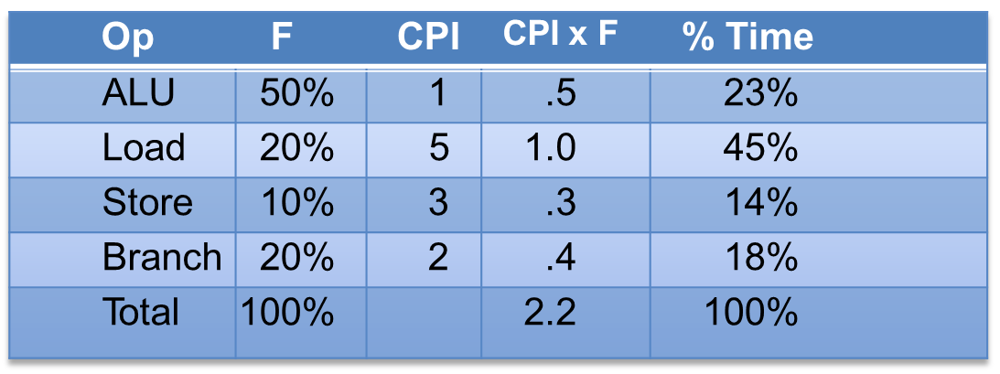 Op F CPI CPI x F % Time
ALU 50% 1 .5 23%
Load 20% 5 1.0 45%
Store 10% 3 .3 14%
Branch 20% 2 .4 18%
Total 100% 2.2 100%